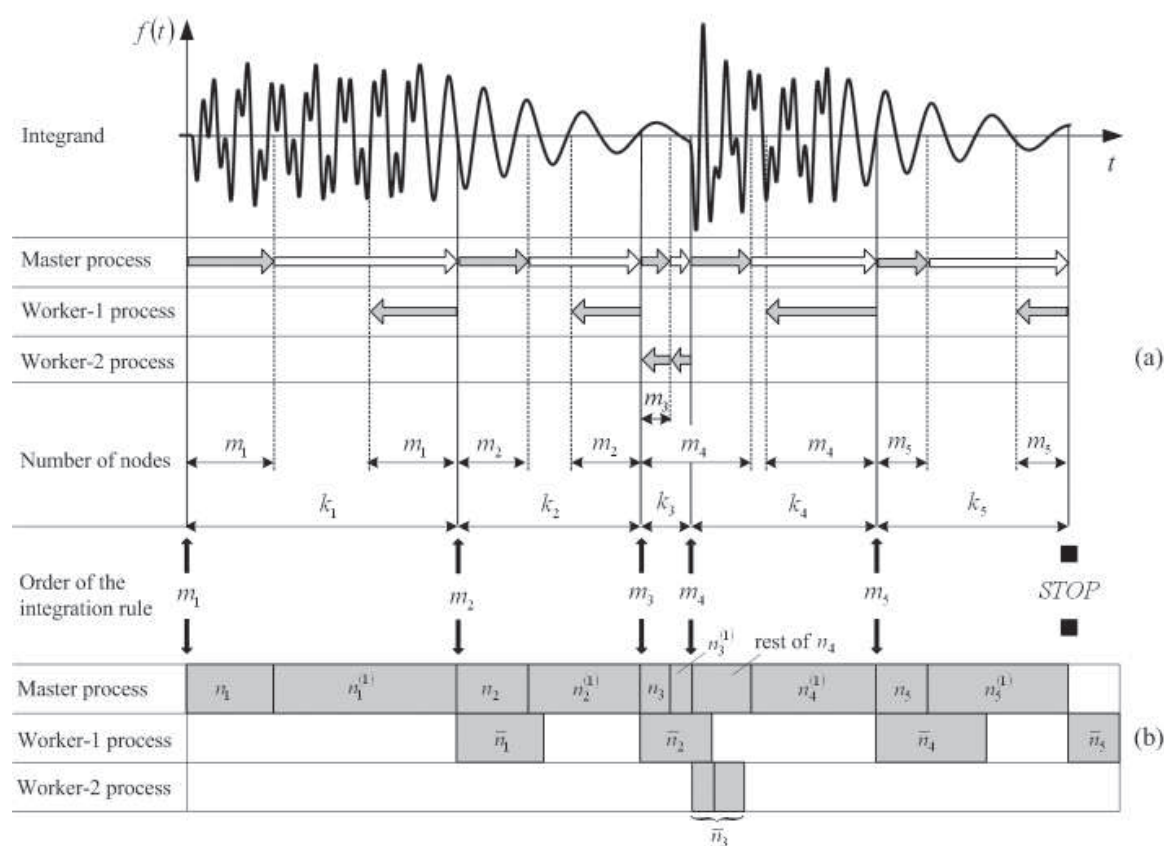 f(t)
Integrand
t
Master process
Worker-1 process
Worker-2 process
(a)
m₃
Number of nodes
m₁ m₁ m₂ m₂ m₄ m₄ m₅ m₅
k₁ k₂ k₃ k₄ k₅
Order of the
integration rule
m₁ m₂ m₃ m₄ m₅ STOP
n₃⁽¹⁾ rest of n₄
Master process n₁ n₁⁽¹⁾ n₂ n₂⁽¹⁾ n₃ n₄⁽¹⁾ n₅ n₅⁽¹⁾
Worker-1 process n̅₁ n̅₂ n̅₄ n̅₅
(b)
Worker-2 process
n̅₃